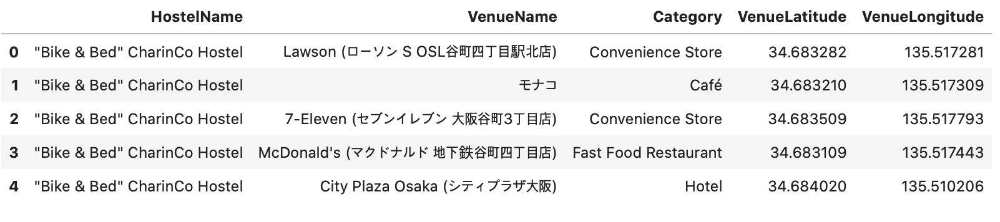 HostelName VenueName Category VenueLatitude VenueLongitude
0 "Bike & Bed" CharinCo Hostel Lawson (ローソン S OSL谷町四丁目駅北店) Convenience Store 34.683282 135.517281
1 "Bike & Bed" CharinCo Hostel モナコ Café 34.683210 135.517309
2 "Bike & Bed" CharinCo Hostel 7-Eleven (セブンイレブン 大阪谷町3丁目店) Convenience Store 34.683509 135.517793
3 "Bike & Bed" CharinCo Hostel McDonald's (マクドナルド 地下鉄谷町四丁目店) Fast Food Restaurant 34.683109 135.517443
4 "Bike & Bed" CharinCo Hostel City Plaza Osaka (シティプラザ大阪) Hotel 34.684020 135.510206